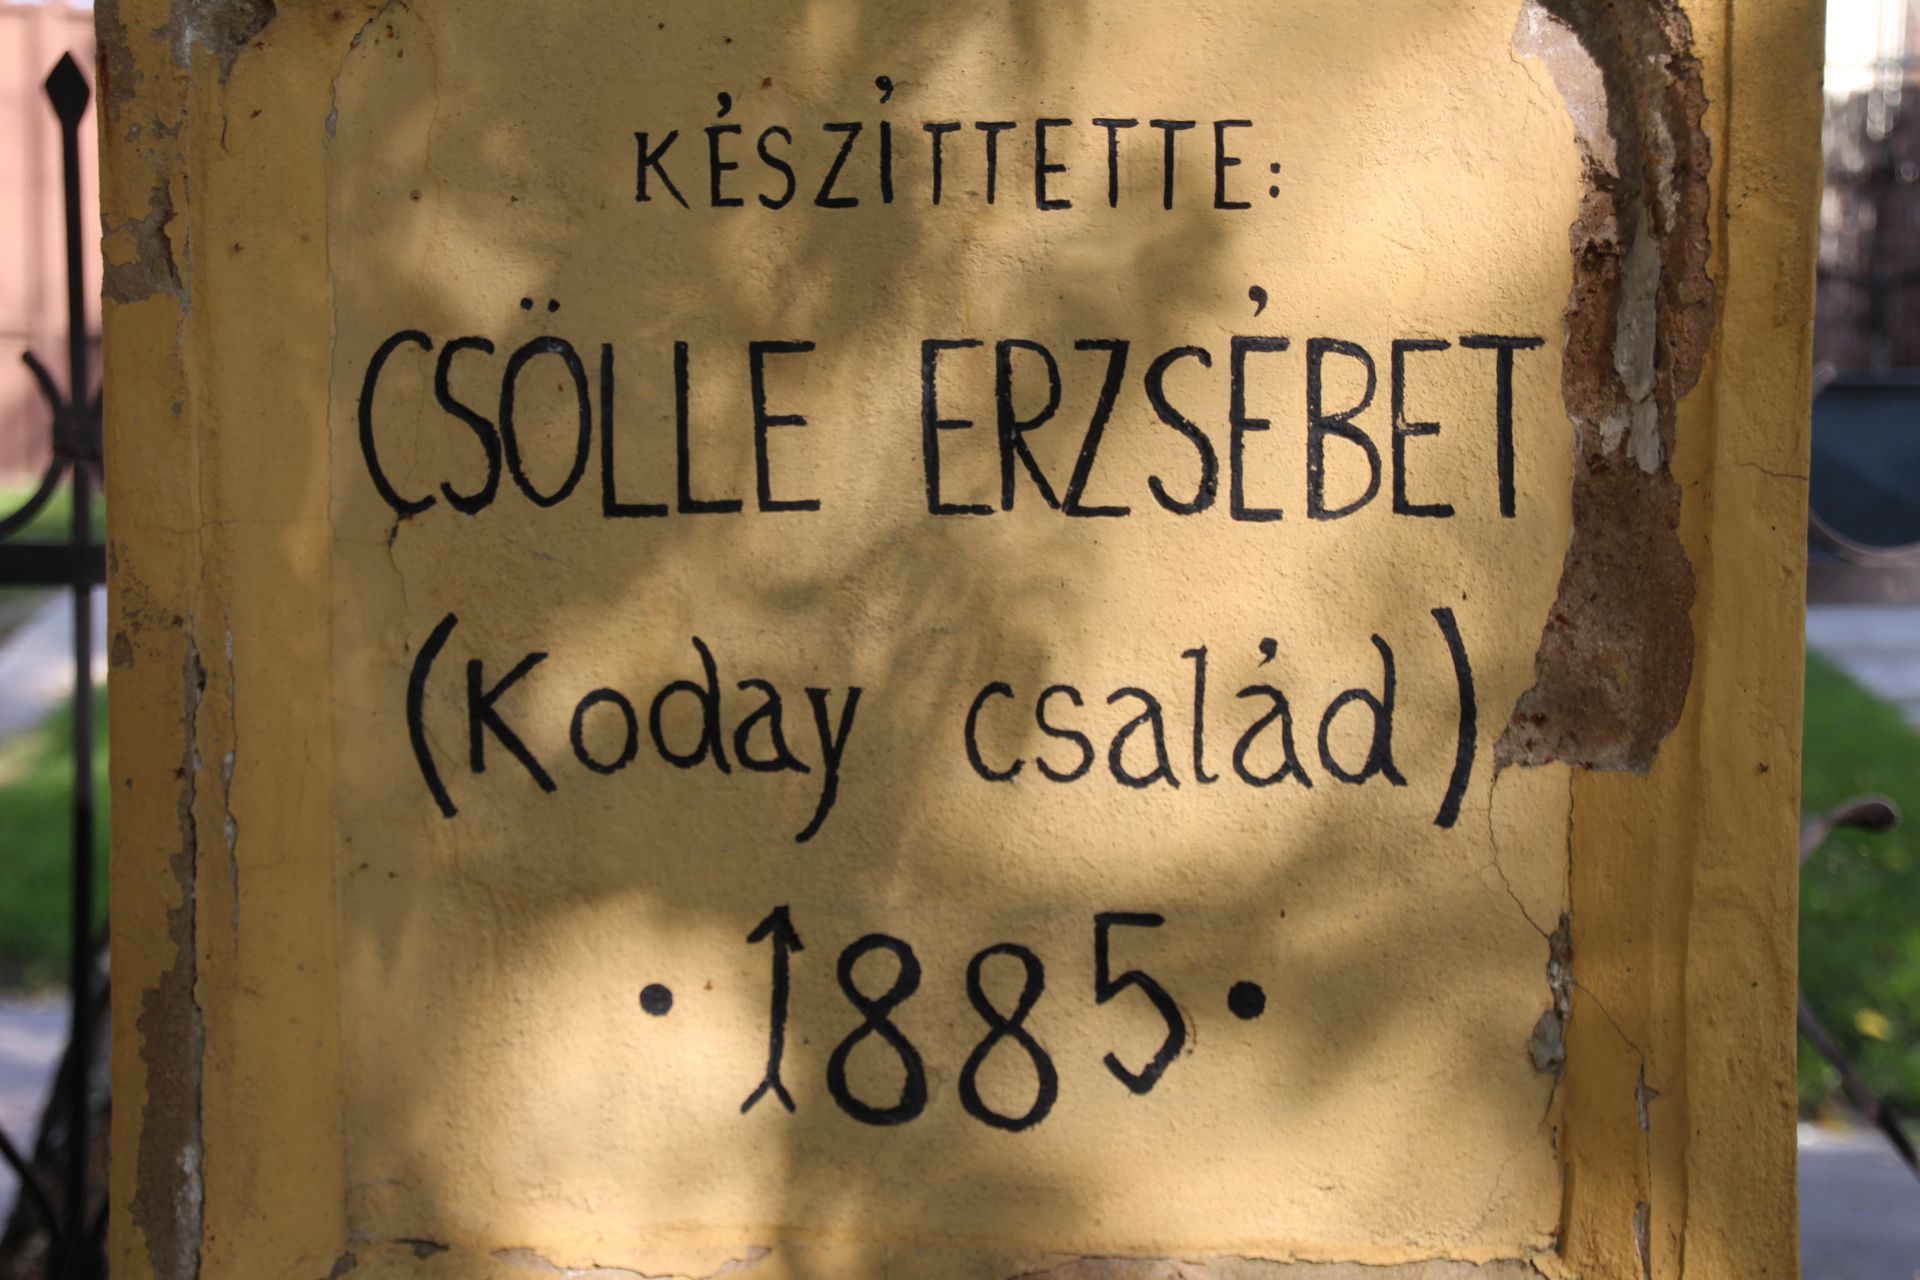 KÉSZÍTTETTE:
CSÖLLE ERZSÉBET
(Koday család)
· 1885 ·